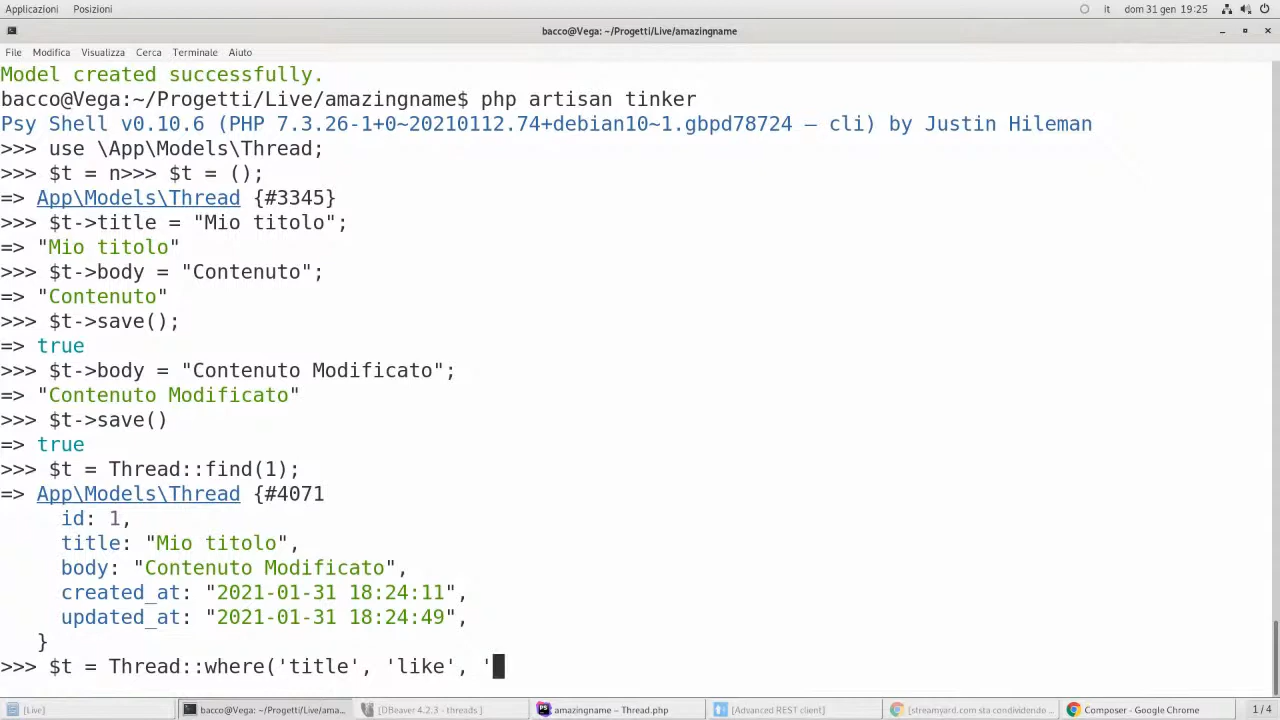 Applicazioni Posizioni it dom 31 gen 19:25
bacco@Vega: ~/Progetti/Live/amazingname
File Modifica Visualizza Cerca Terminale Aiuto
Model created successfully.
bacco@Vega:~/Progetti/Live/amazingname$ php artisan tinker
Psy Shell v0.10.6 (PHP 7.3.26-1+0~20210112.74+debian10~1.gbpd78724 — cli) by Justin Hileman
>>> use \App\Models\Thread;
>>> $t = n>>> $t = ();
=> App\Models\Thread {#3345}
>>> $t->title = "Mio titolo";
=> "Mio titolo"
>>> $t->body = "Contenuto";
=> "Contenuto"
>>> $t->save();
=> true
>>> $t->body = "Contenuto Modificato";
=> "Contenuto Modificato"
>>> $t->save()
=> true
>>> $t = Thread::find(1);
=> App\Models\Thread {#4071
id: 1,
title: "Mio titolo",
body: "Contenuto Modificato",
created_at: "2021-01-31 18:24:11",
updated_at: "2021-01-31 18:24:49",
}
>>> $t = Thread::where('title', 'like', '
[Live] bacco@Vega: ~/Progetti/Live/ama... [DBeaver 4.2.3 - threads ] amazingname – Thread.php [Advanced REST client] [streamyard.com sta condividendo ... Composer - Google Chrome 1 / 4